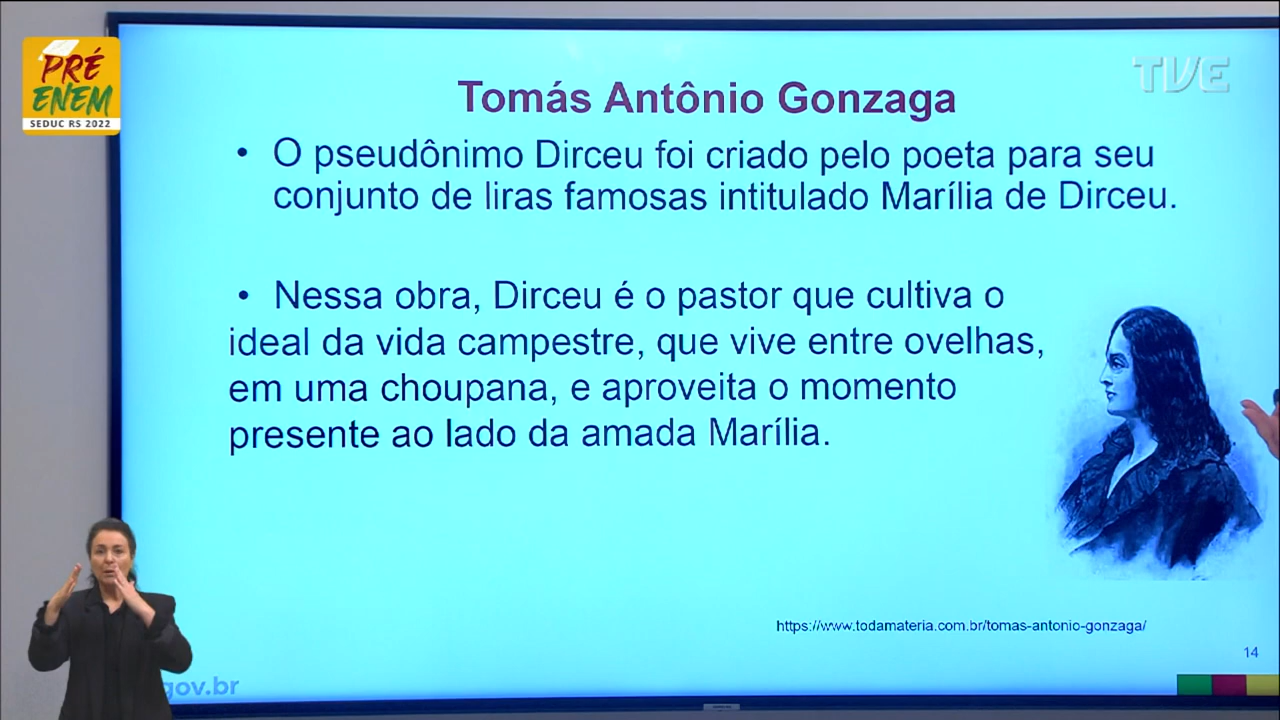 PRÉ
ENEM
SEDUC RS 2022
TVE
Tomás Antônio Gonzaga
• O pseudônimo Dirceu foi criado pelo poeta para seu
conjunto de liras famosas intitulado Marília de Dirceu.
• Nessa obra, Dirceu é o pastor que cultiva o
ideal da vida campestre, que vive entre ovelhas,
em uma choupana, e aproveita o momento
presente ao lado da amada Marília.
https://www.todamateria.com.br/tomas-antonio-gonzaga/
14
gov.br